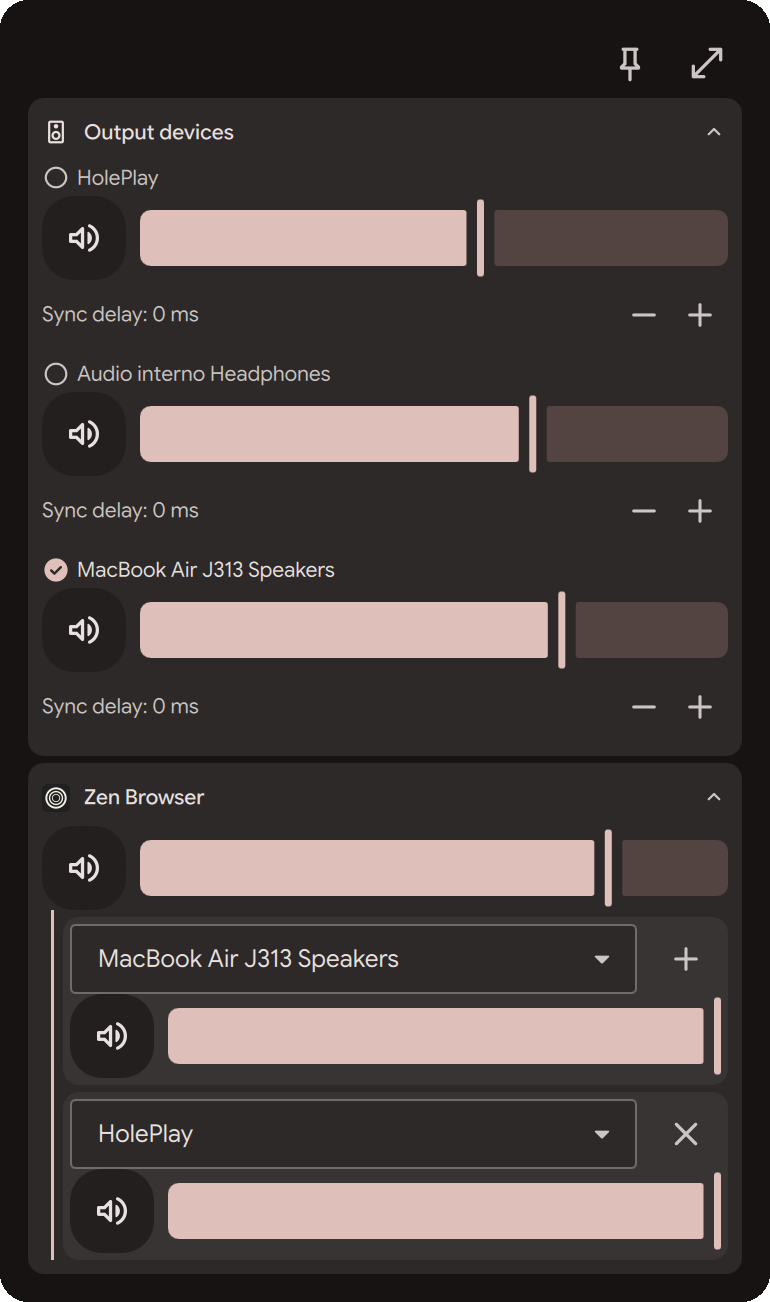 Output devices
HolePlay
Sync delay: 0 ms
Audio interno Headphones
Sync delay: 0 ms
MacBook Air J313 Speakers
Sync delay: 0 ms
Zen Browser
MacBook Air J313 Speakers
HolePlay